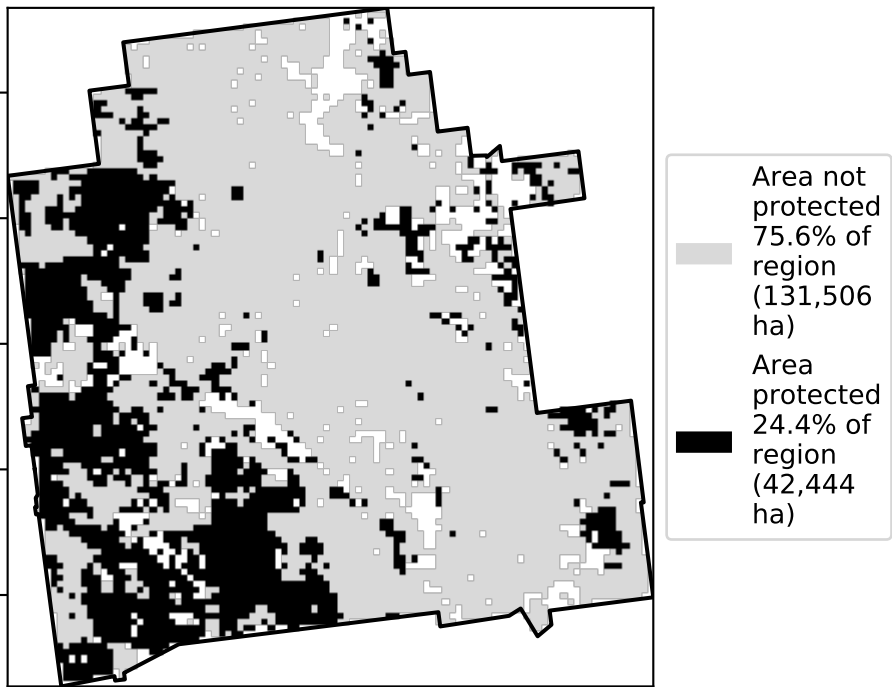 Area not
protected
75.6% of
region
(131,506
ha)
Area
protected
24.4% of
region
(42,444
ha)